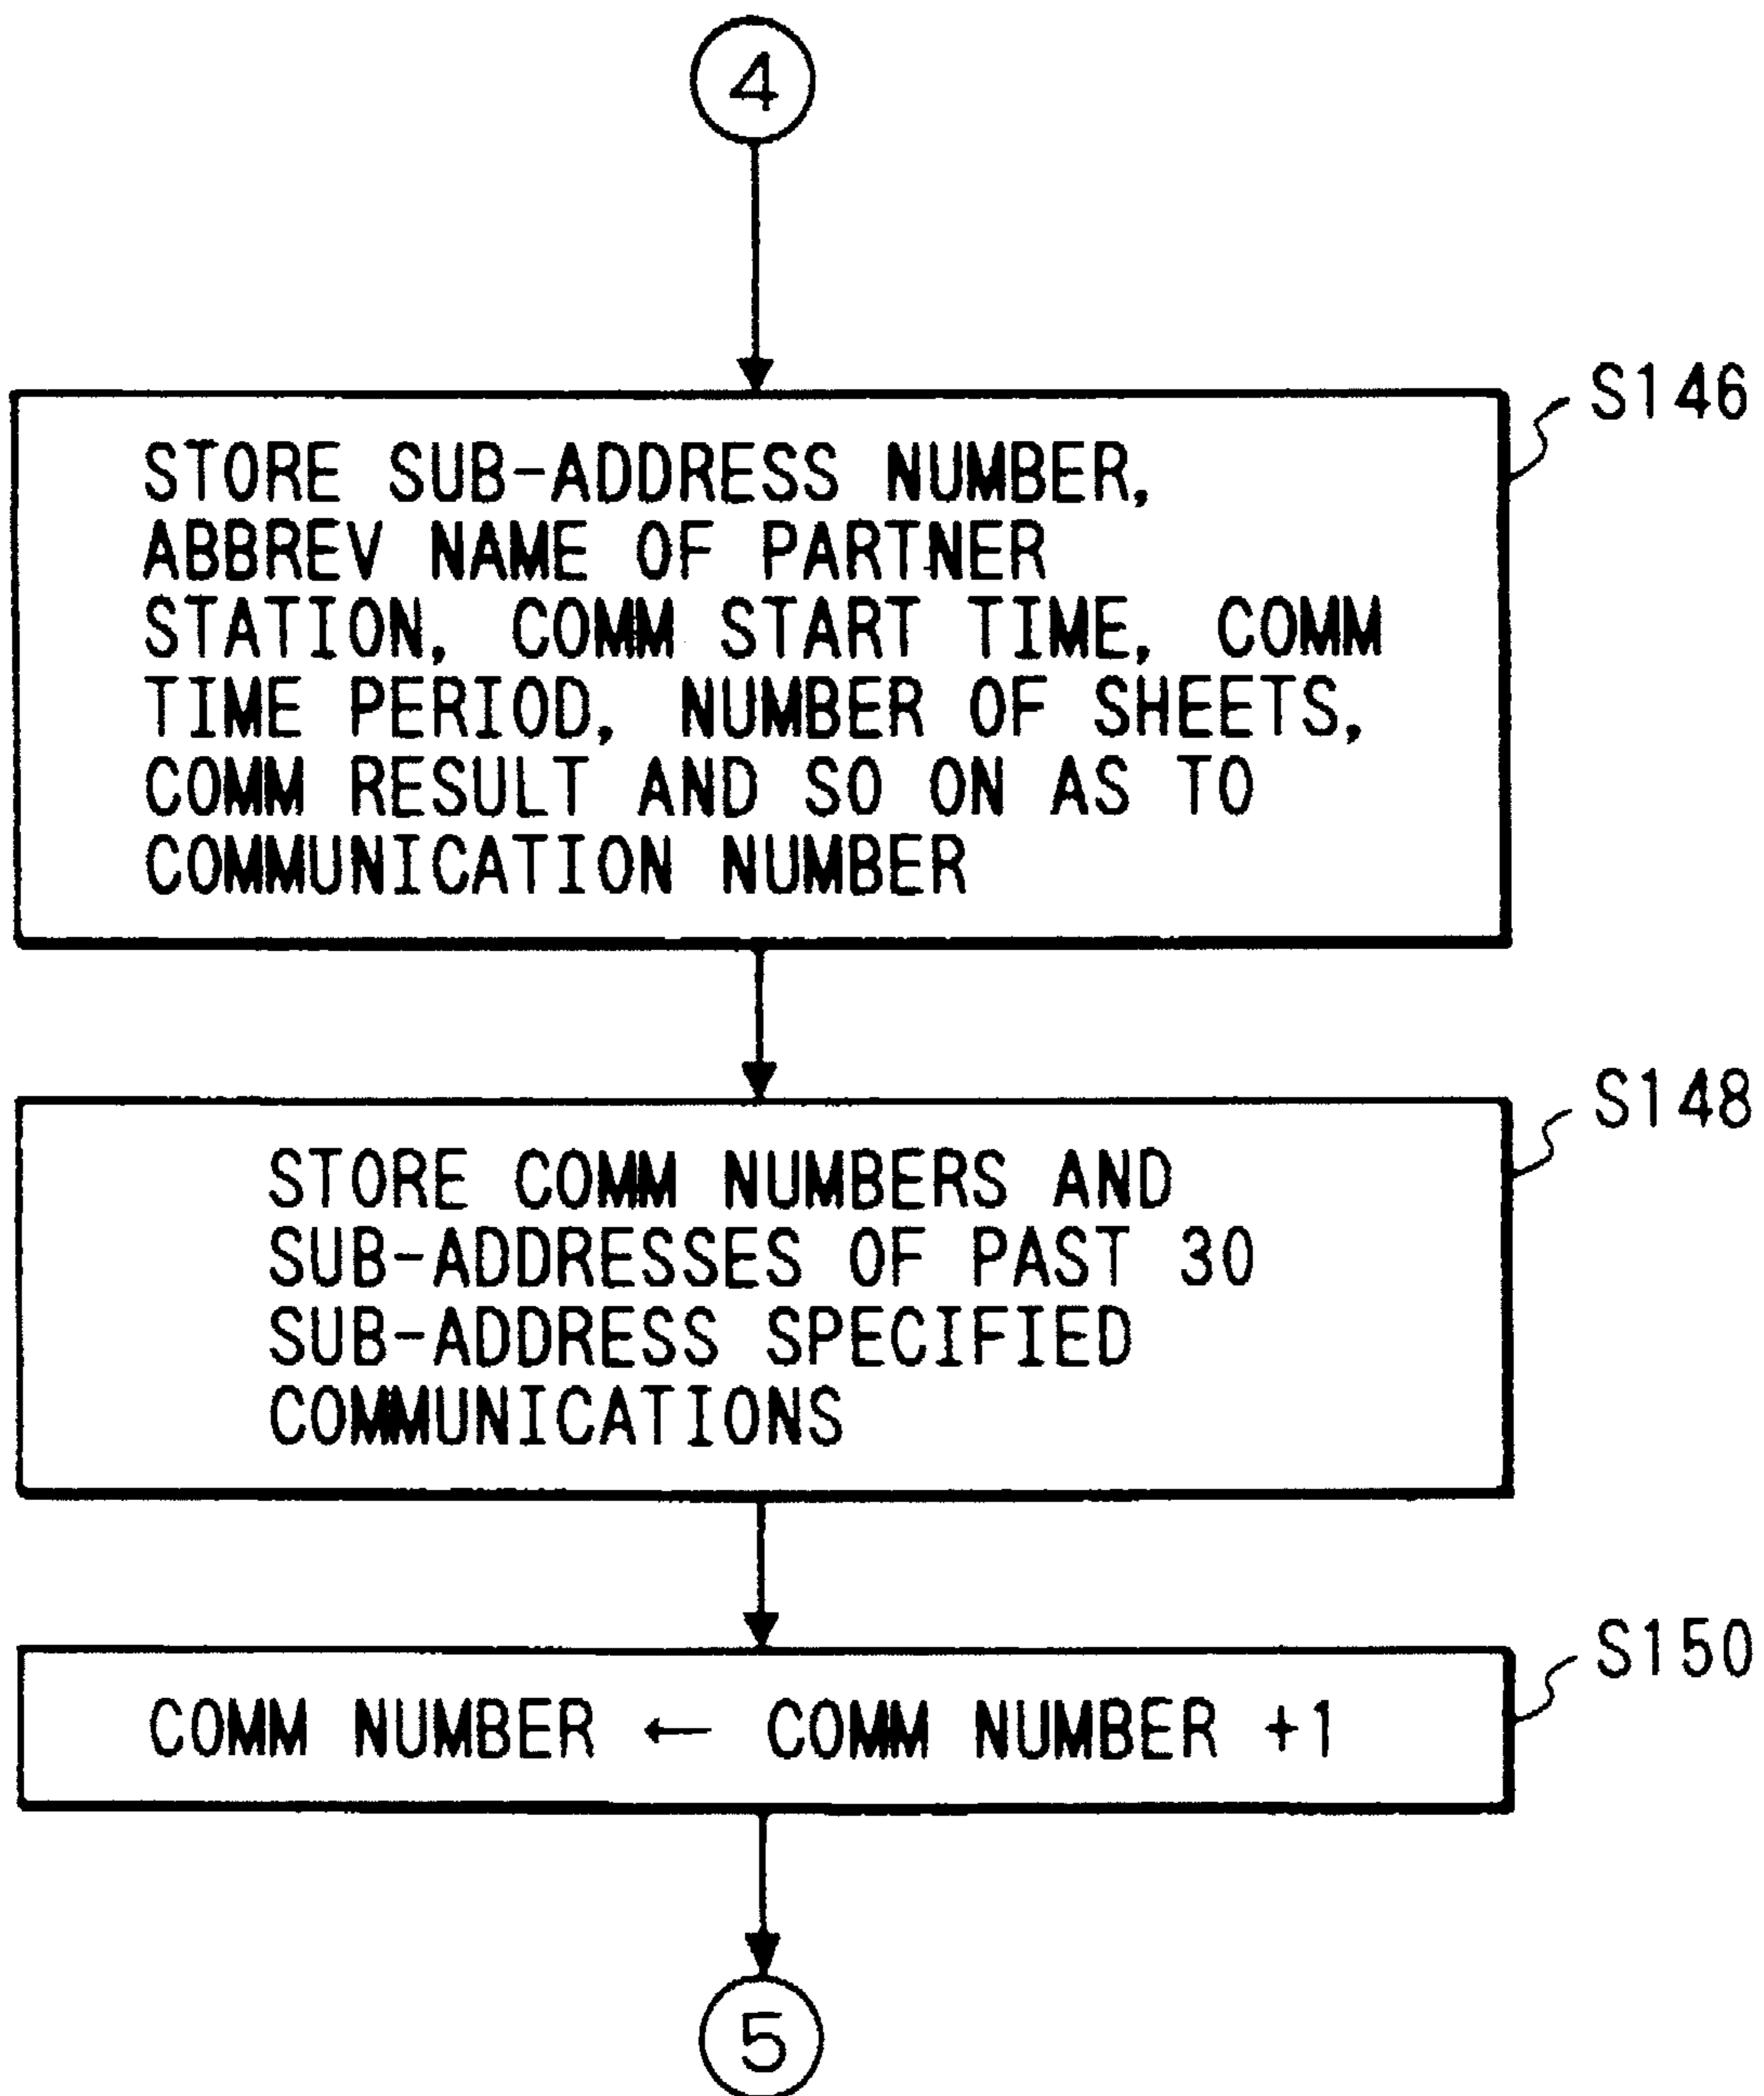 4
S146
STORE SUB-ADDRESS NUMBER,
ABBREV NAME OF PARTNER
STATION, COMM START TIME, COMM
TIME PERIOD, NUMBER OF SHEETS,
COMM RESULT AND SO ON AS TO
COMMUNICATION NUMBER
S148
STORE COMM NUMBERS AND
SUB-ADDRESSES OF PAST 30
SUB-ADDRESS SPECIFIED
COMMUNICATIONS
S150
COMM NUMBER ← COMM NUMBER +1
5